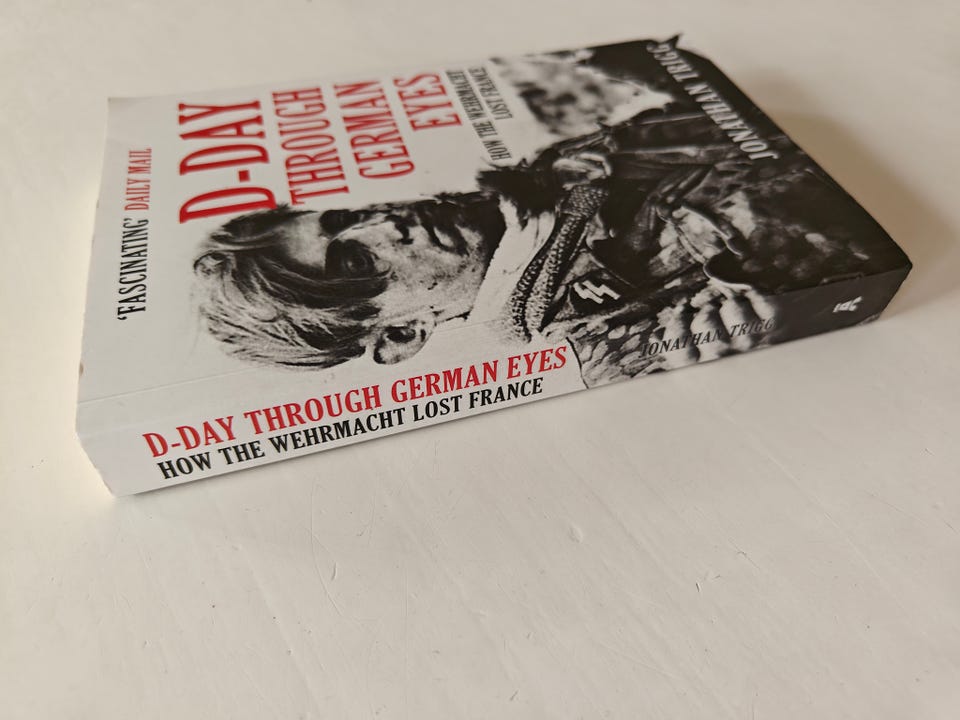 'FASCINATING' DAILY MAIL
D-DAY
THROUGH
GERMAN
EYES
HOW THE WEHRMACHT
LOST FRANCE
JONATHAN TRIGG
D-DAY THROUGH GERMAN EYES
HOW THE WEHRMACHT LOST FRANCE
JONATHAN TRIGG